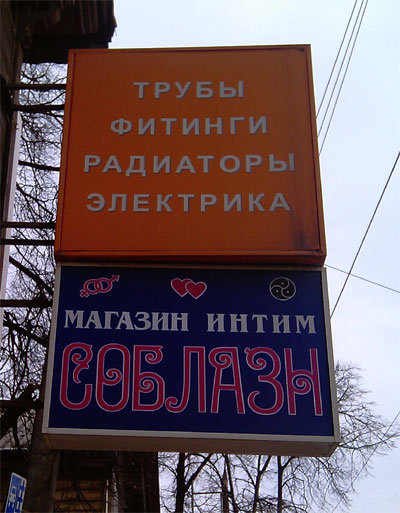 ТРУБЫ
ФИТИНГИ
РАДИАТОРЫ
ЭЛЕКТРИКА
МАГАЗИН ИНТИМ
СОБЛАЗН